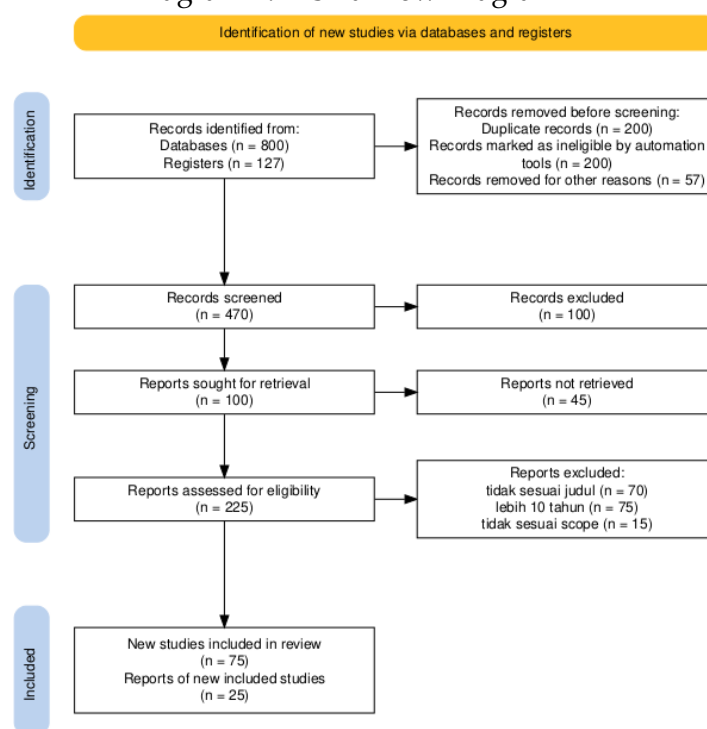 Identification of new studies via databases and registers
Identification
Records identified from:
Databases (n = 800)
Registers (n = 127)
Records removed before screening:
Duplicate records (n = 200)
Records marked as ineligible by automation
tools (n = 200)
Records removed for other reasons (n = 57)
Screening
Records screened
(n = 470)
Records excluded
(n = 100)
Reports sought for retrieval
(n = 100)
Reports not retrieved
(n = 45)
Reports assessed for eligibility
(n = 225)
Reports excluded:
tidak sesuai judul (n = 70)
lebih 10 tahun (n = 75)
tidak sesuai scope (n = 15)
Included
New studies included in review
(n = 75)
Reports of new included studies
(n = 25)